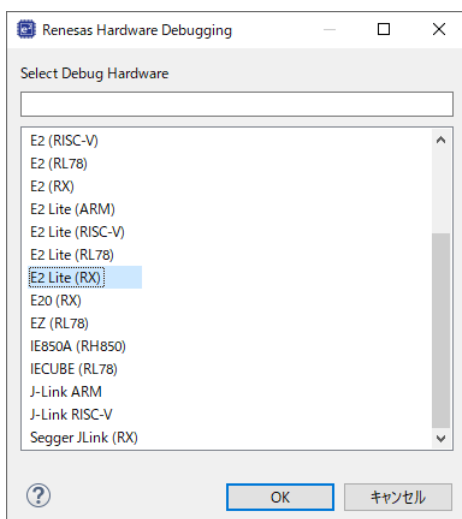 Renesas Hardware Debugging
Select Debug Hardware
E2 (RISC-V)
E2 (RL78)
E2 (RX)
E2 Lite (ARM)
E2 Lite (RISC-V)
E2 Lite (RL78)
E2 Lite (RX)
E20 (RX)
EZ (RL78)
IE850A (RH850)
IECUBE (RL78)
J-Link ARM
J-Link RISC-V
Segger JLink (RX)
OK
キャンセル